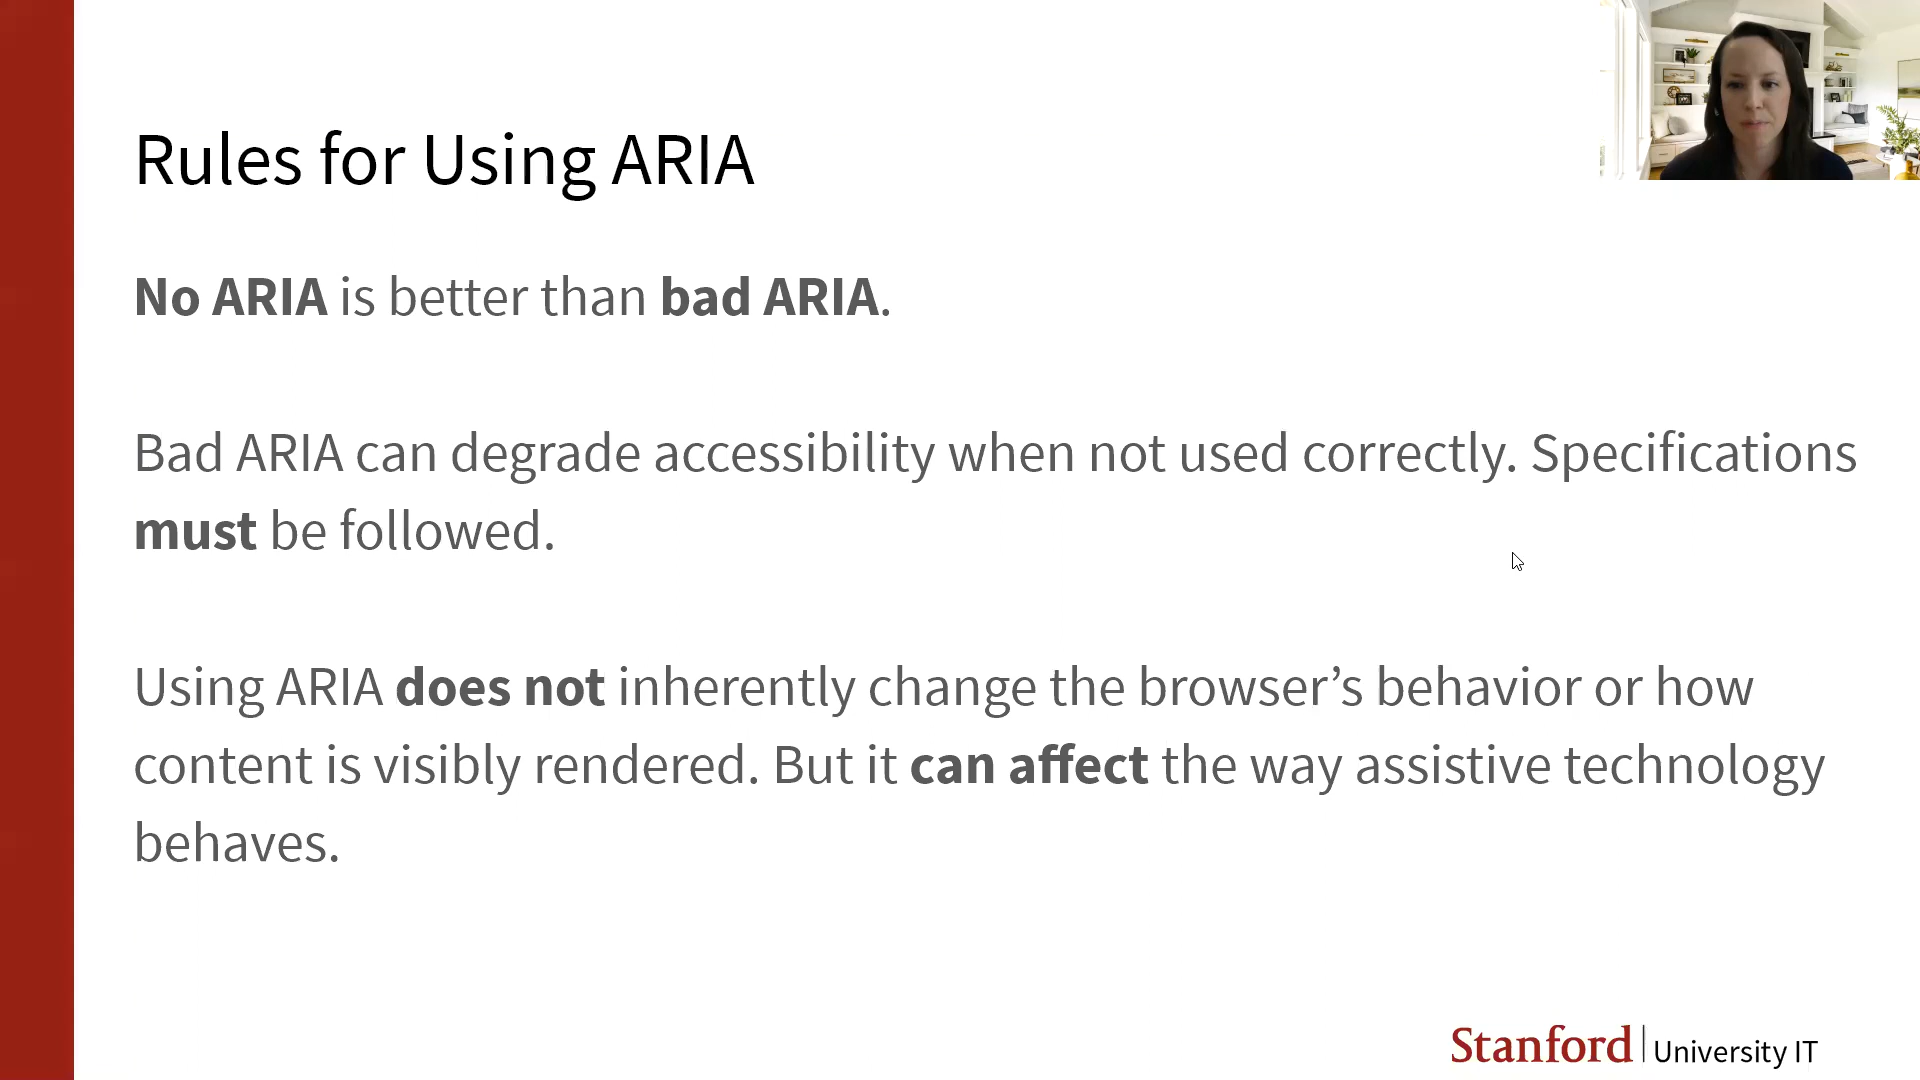 Rules for Using ARIA
No ARIA is better than bad ARIA.
Bad ARIA can degrade accessibility when not used correctly. Specifications
must be followed.
Using ARIA does not inherently change the browser’s behavior or how
content is visibly rendered. But it can affect the way assistive technology
behaves.
Stanford | University IT